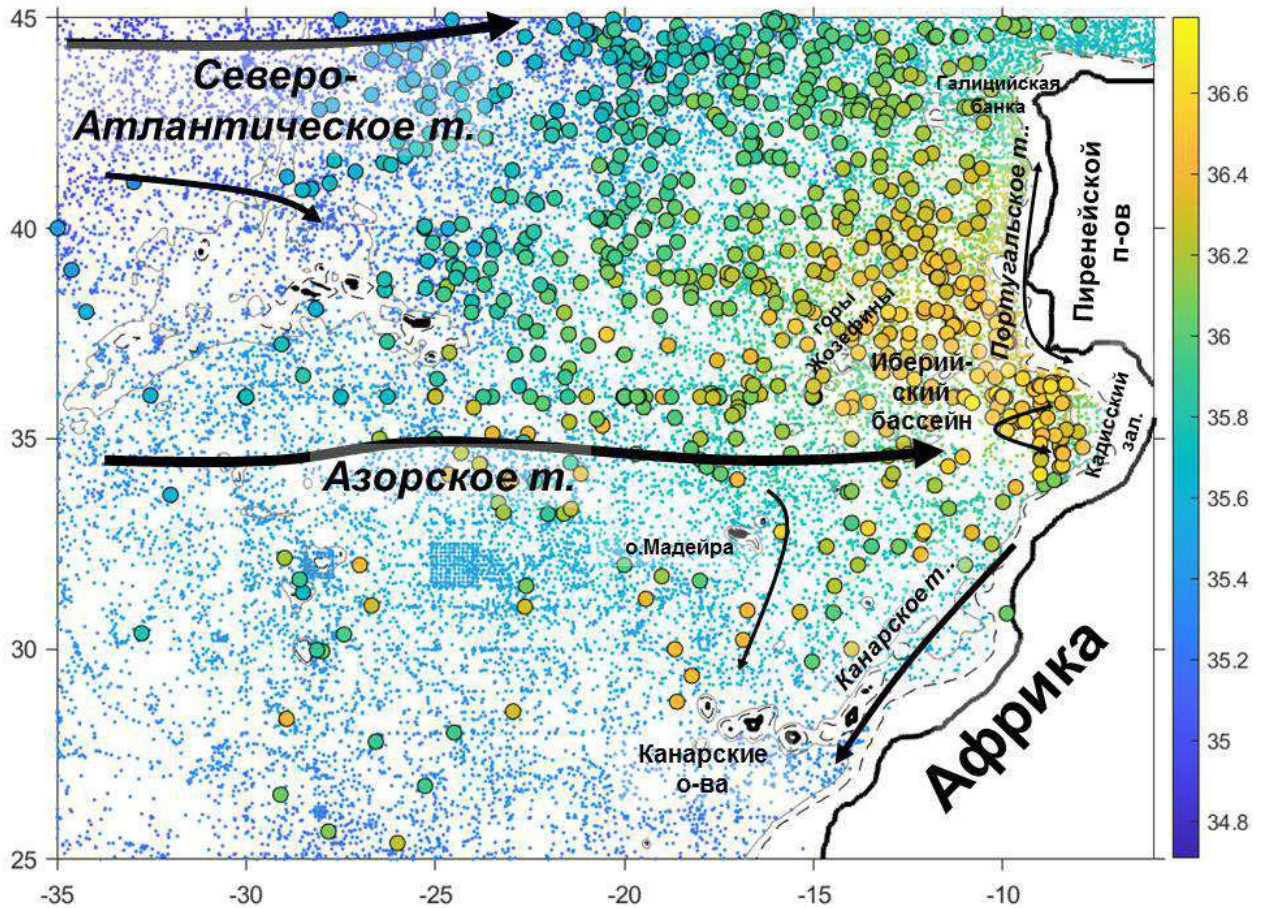 45
40
35
30
25
-35
-30
-25
-20
-15
-10
36.6
36.4
36.2
36
35.8
35.6
35.4
35.2
35
34.8
Северо-
Атлантическое т.
Галицийская
банка
Португальское т..
Пиренейской
п-ов
горы
Жозефины
Иберий-
ский
бассейн
Кадисский
зал.
Азорское т.
о.Мадейра
Канарское т..
Канарские
о-ва
Африка